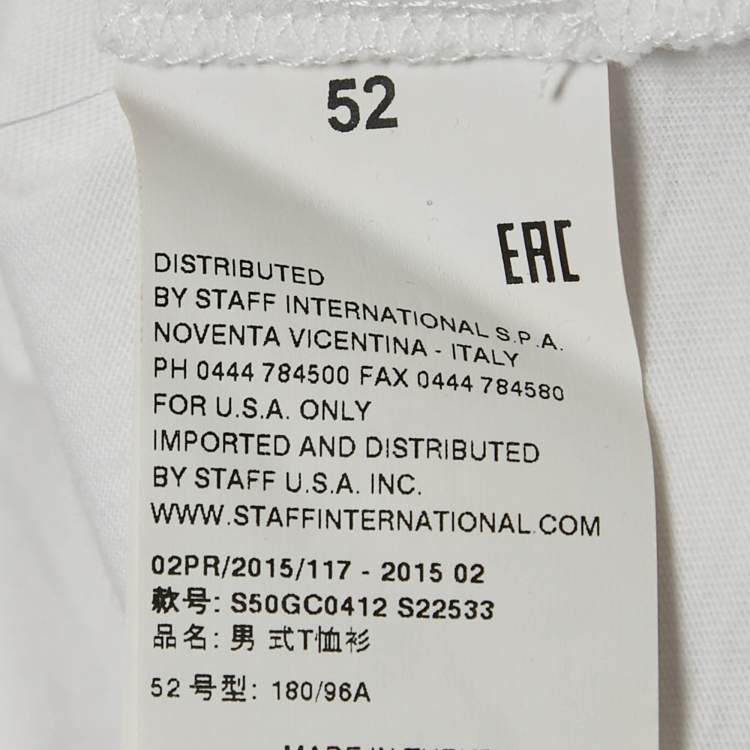 52
EAC
DISTRIBUTED
BY STAFF INTERNATIONAL S.P.A.
NOVENTA VICENTINA - ITALY
PH 0444 784500 FAX 0444 784580
FOR U.S.A. ONLY
IMPORTED AND DISTRIBUTED
BY STAFF U.S.A. INC.
WWW.STAFFINTERNATIONAL.COM
02PR/2015/117 - 2015 02
款号: S50GC0412 S22533
品名: 男 式T恤衫
52 号型: 180/96A
MADE IN